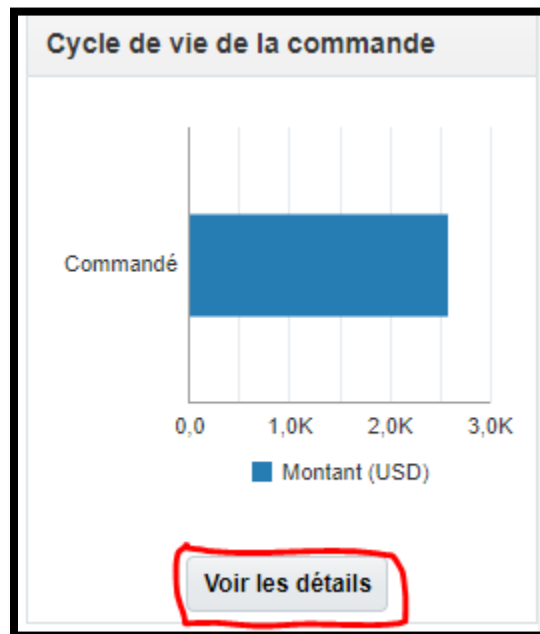 Cycle de vie de la commande
Commandé
0,0 1,0K 2,0K 3,0K
Montant (USD)
Voir les détails